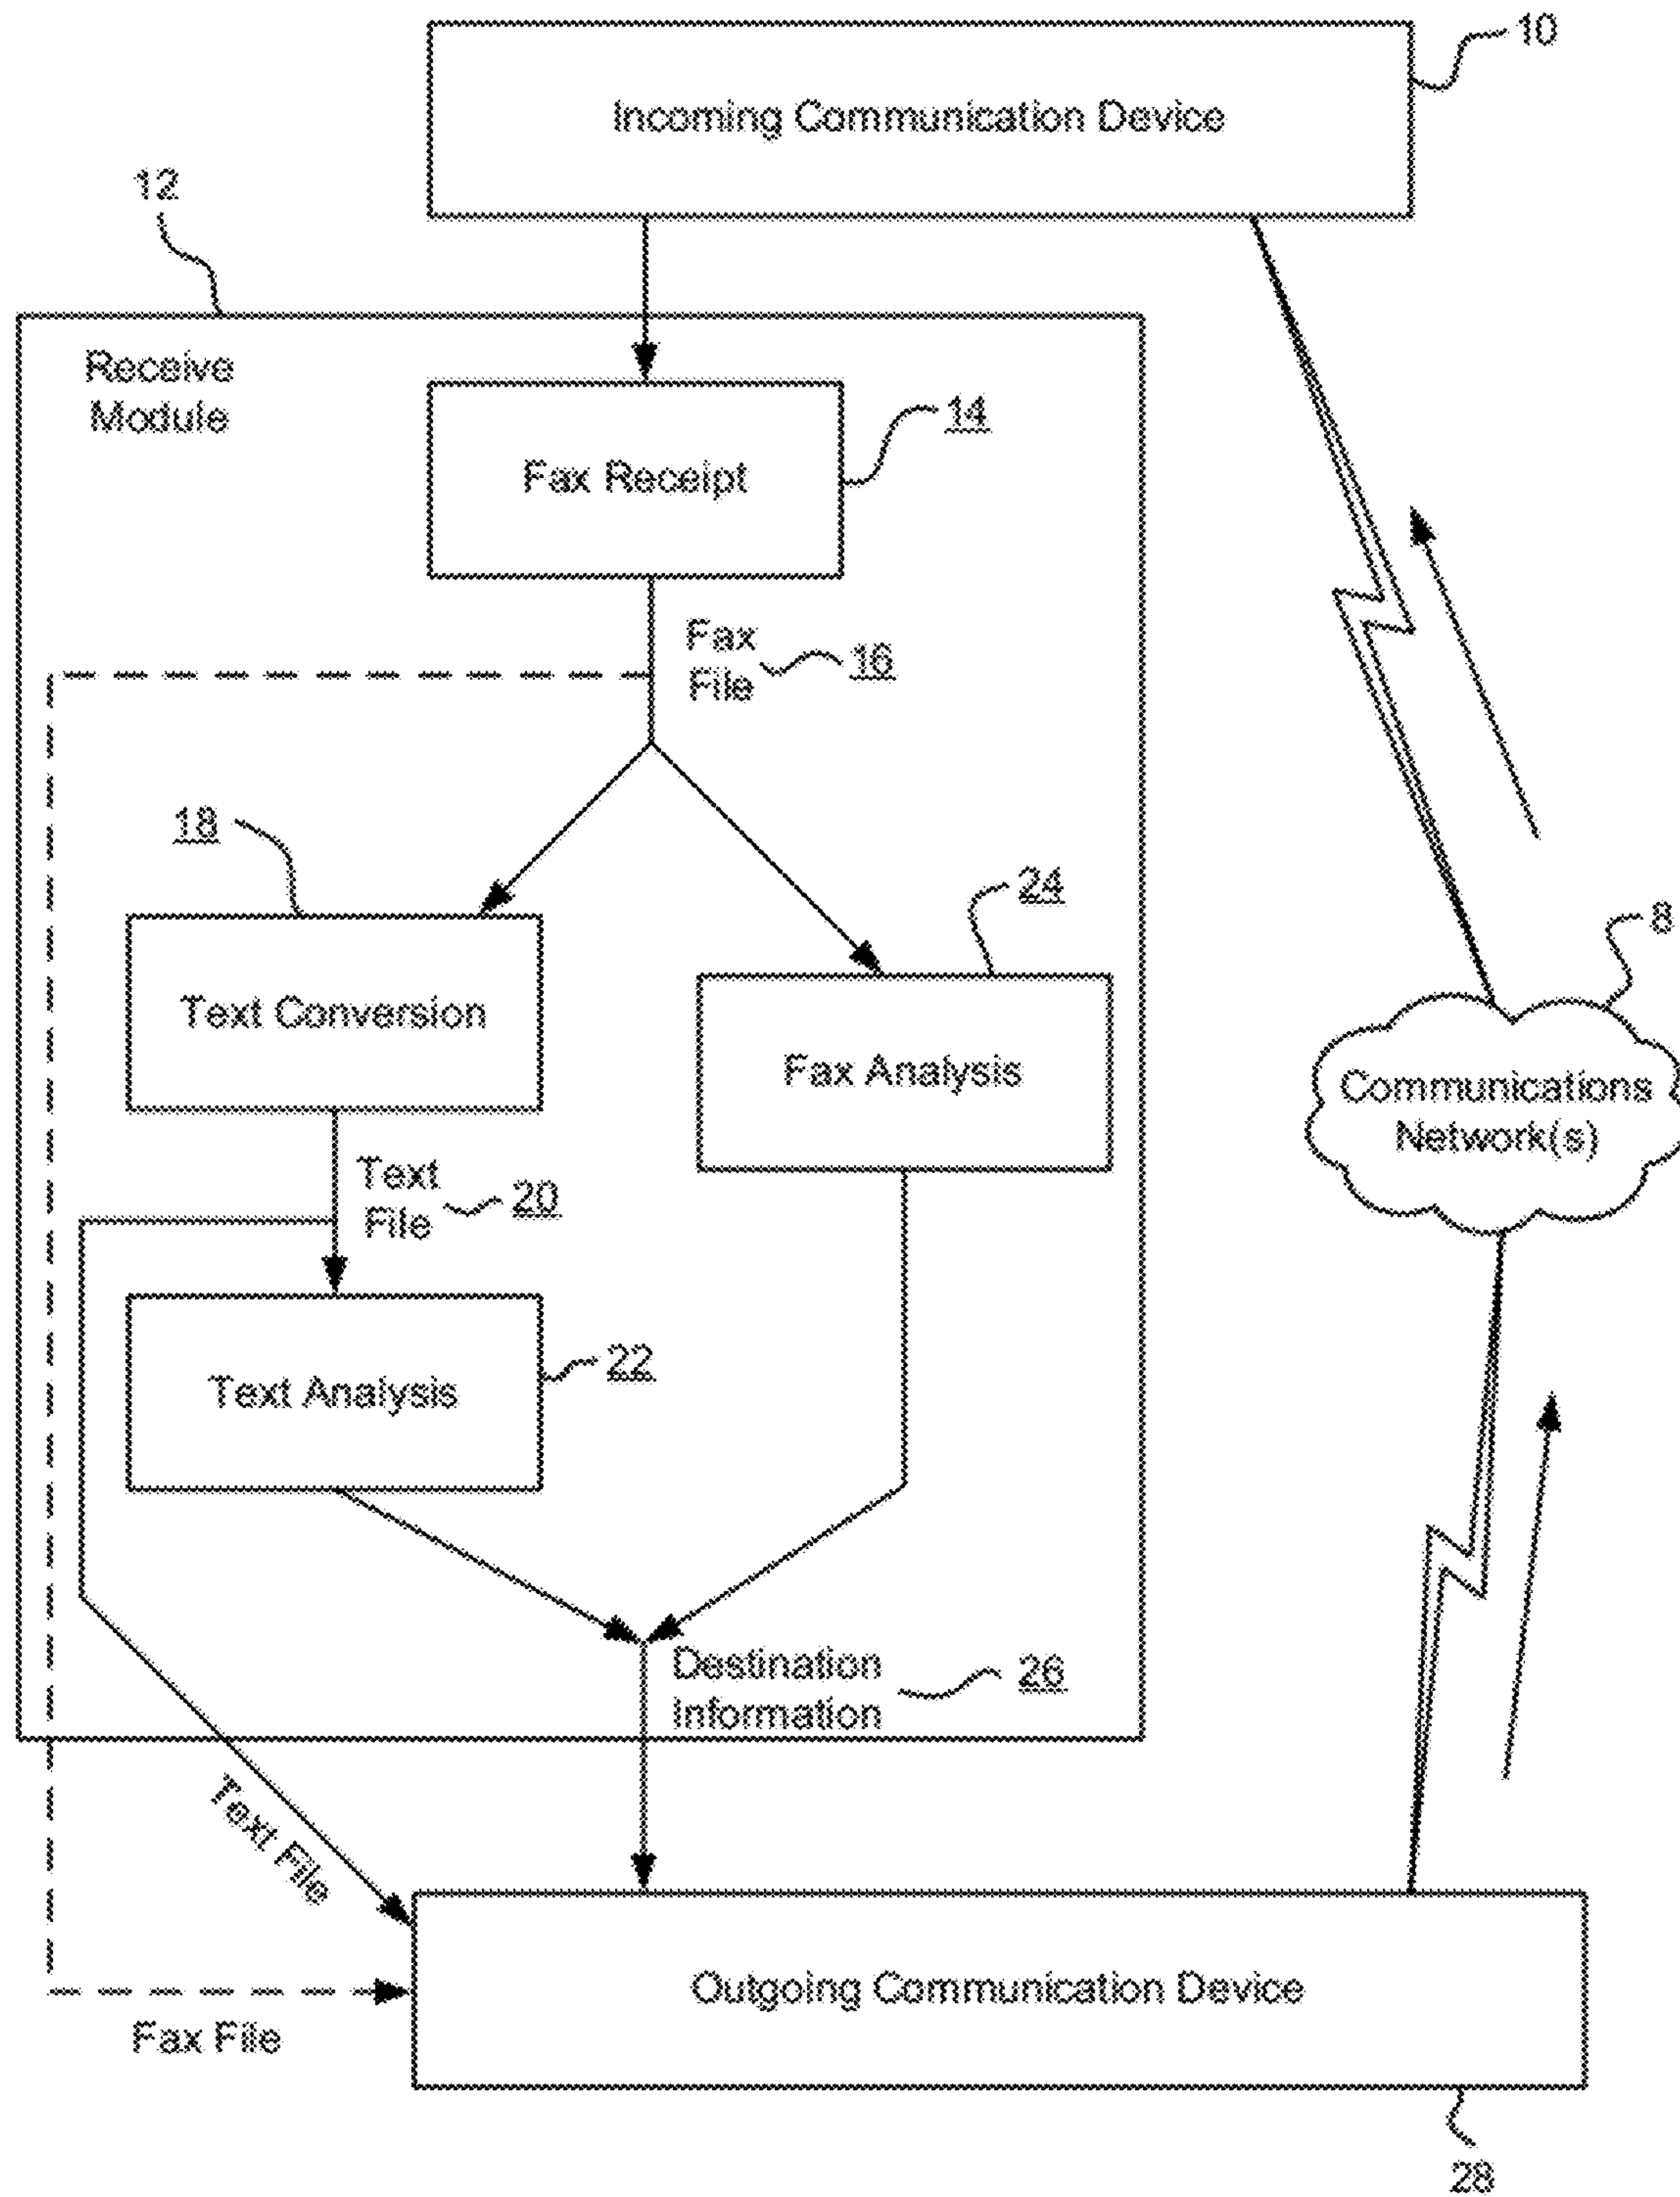 10
Incoming Communication Device
12
Receive
Module
14
Fax Receipt
Fax
File
16
18
24
Text Conversion
Fax Analysis
8
Communications
Network(s)
Text
File
20
22
Text Analysis
Destination
Information
26
Text File
Outgoing Communication Device
Fax File
28